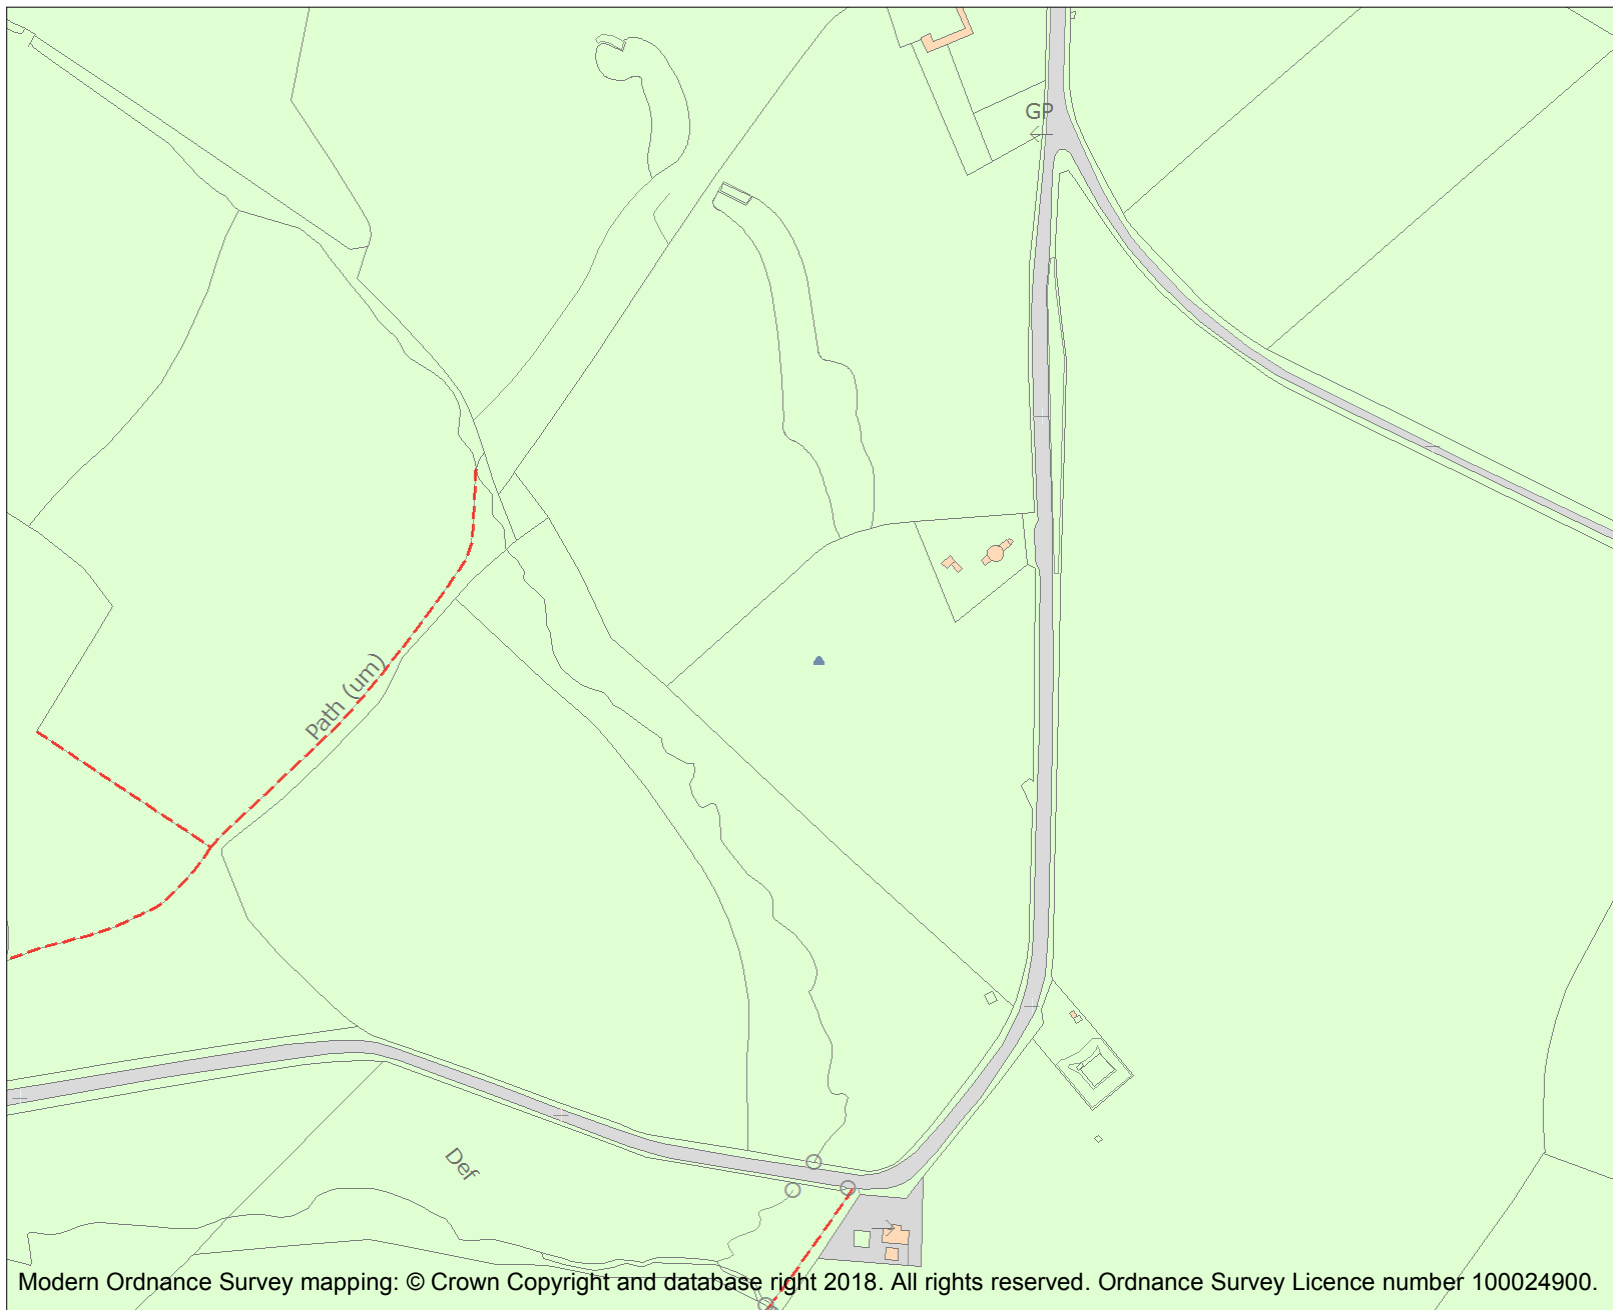 GP
Path (um)
Def
Modern Ordnance Survey mapping: © Crown Copyright and database right 2018. All rights reserved. Ordnance Survey Licence number 100024900.